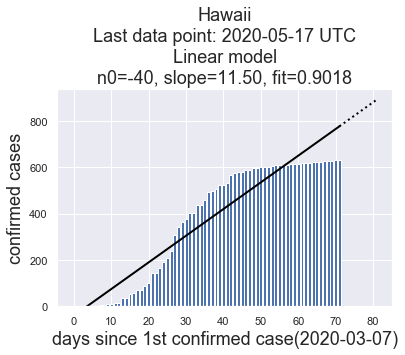 Hawaii
Last data point: 2020-05-17 UTC
Linear model
n0=-40, slope=11.50, fit=0.9018
confirmed cases
800
600
400
200
0
0 10 20 30 40 50 60 70 80
days since 1st confirmed case(2020-03-07)